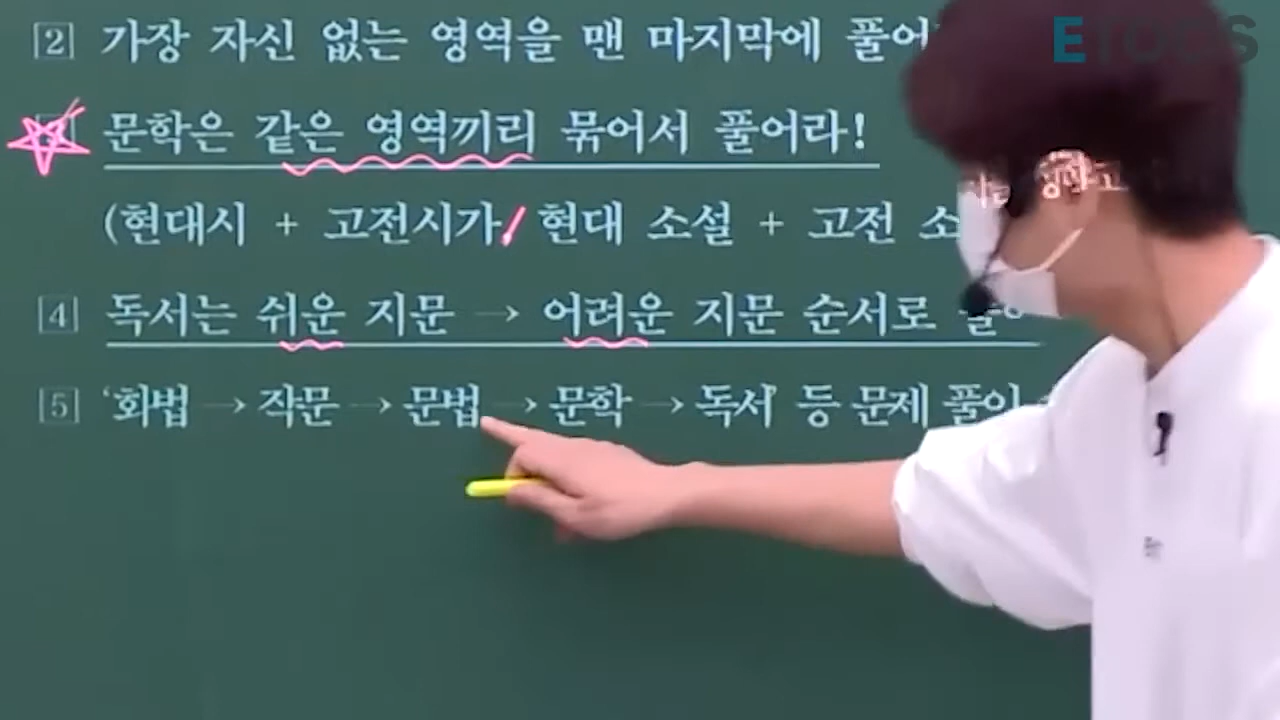 ETOOS
[2] 가장 자신 없는 영역을 맨 마지막에 풀어
문학은 같은 영역끼리 묶어서 풀어라!
(현대시 + 고전시가/ 현대 소설 + 고전 소
[4] 독서는 쉬운 지문 → 어려운 지문 순서로
[5] '화법 → 작문 → 문법 → 문학 → 독서' 등 문제 풀이